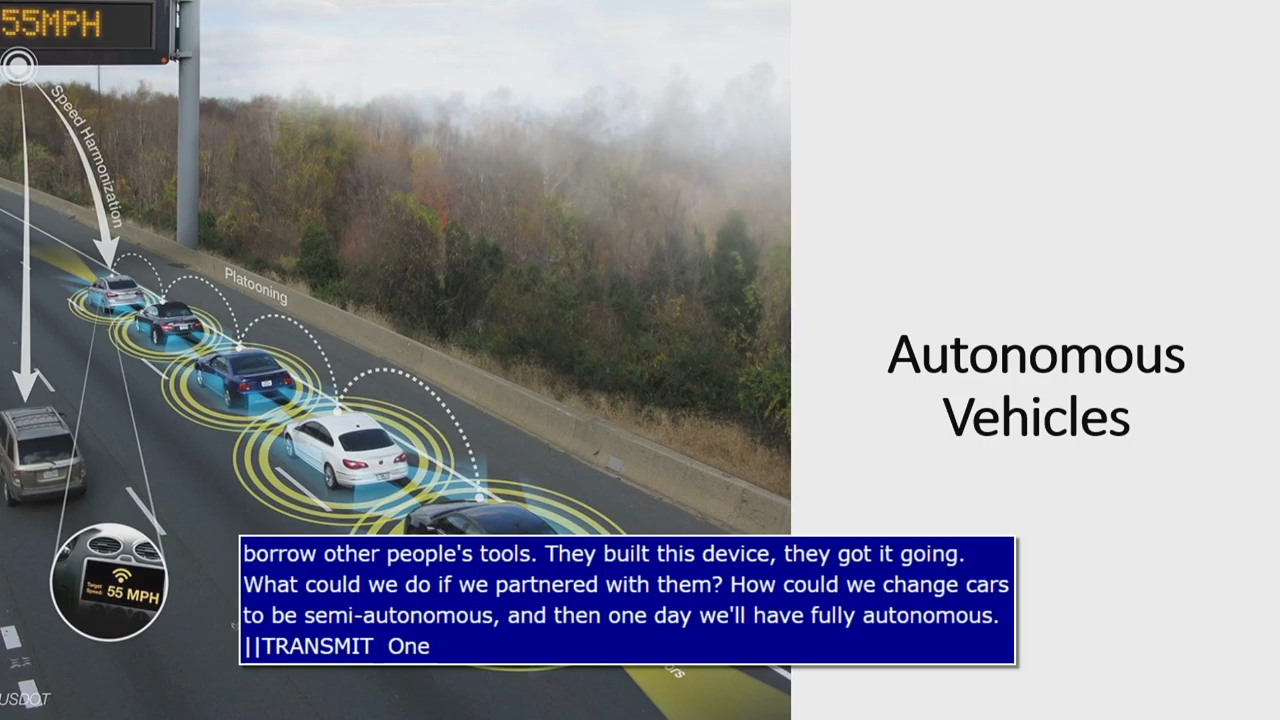 55MPH
Speed Harmonization
Platooning
Autonomous
Vehicles
borrow other people's tools. They built this device, they got it going.
What could we do if we partnered with them? How could we change cars
to be semi-autonomous, and then one day we'll have fully autonomous.
||TRANSMIT  One
Target
Speed:
55 MPH
USDOT